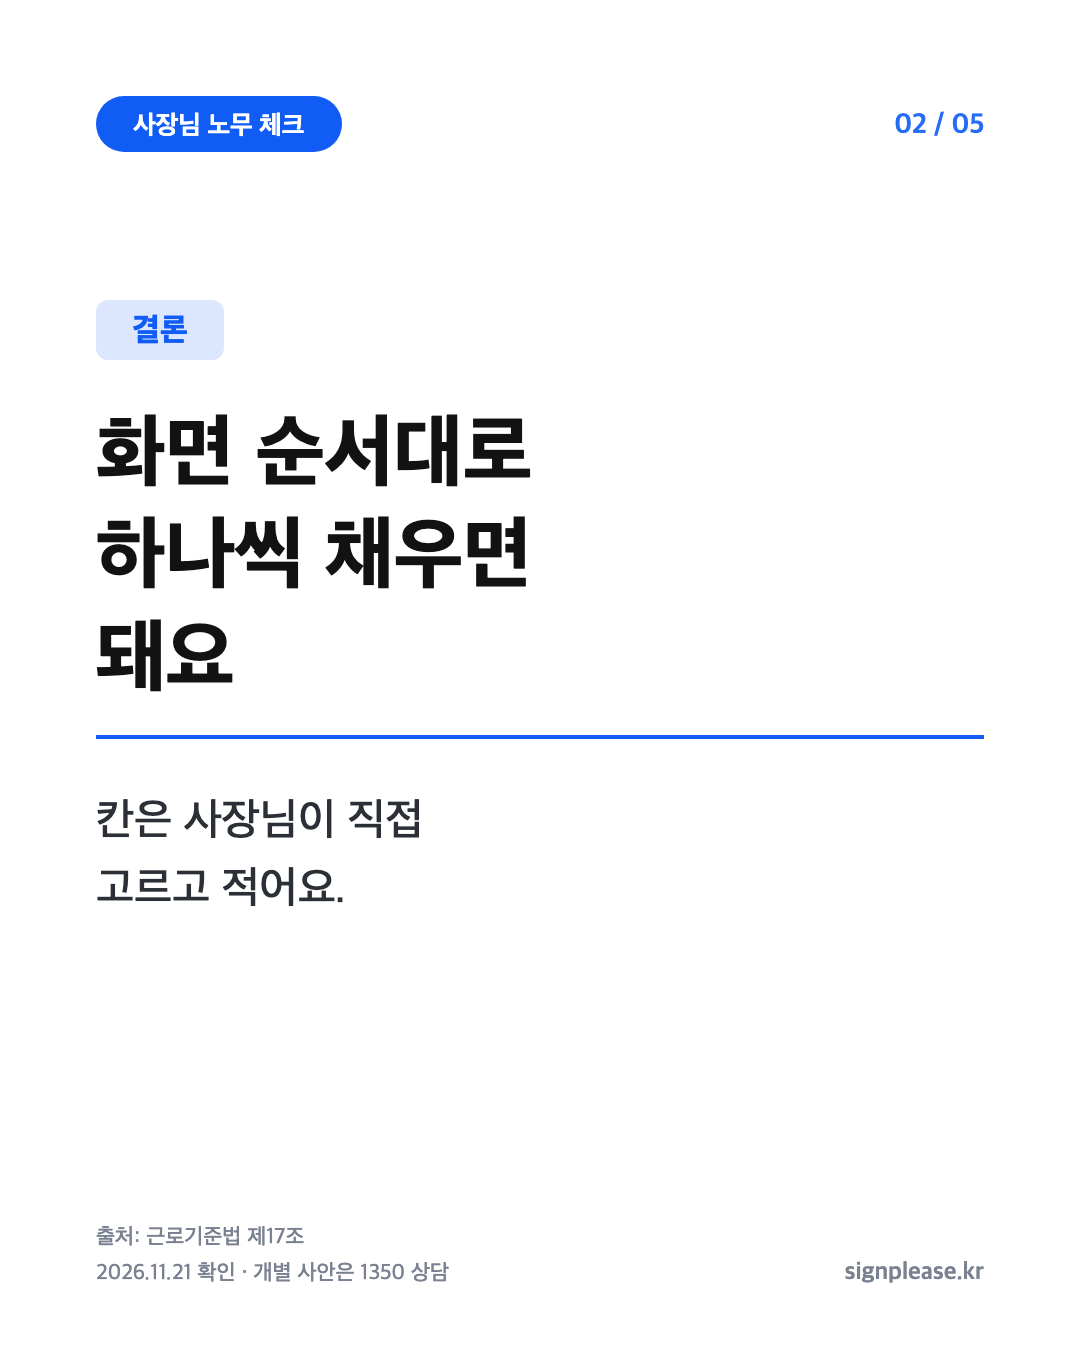 사장님 노무 체크
02 / 05
결론
화면 순서대로
하나씩 채우면
돼요
칸은 사장님이 직접
고르고 적어요.
출처: 근로기준법 제17조
2026.11.21 확인 · 개별 사안은 1350 상담
signplease.kr